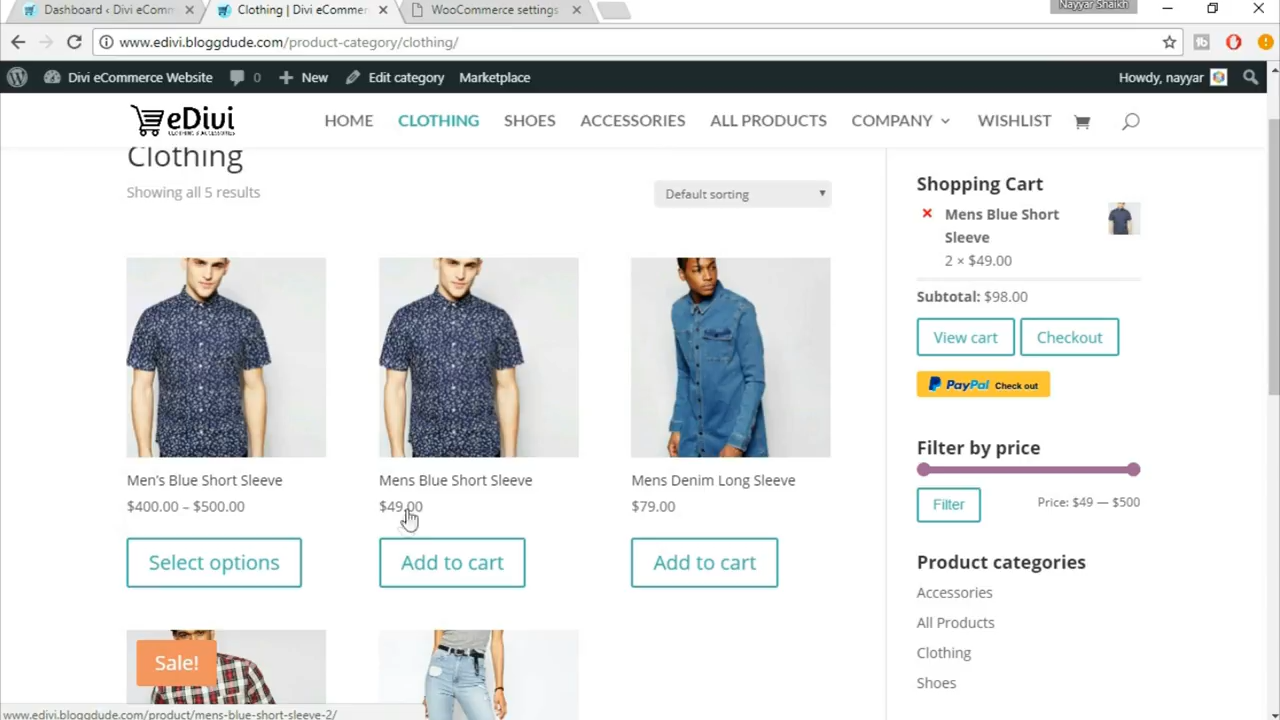 Dashboard ‹ Divi eComm
Clothing | Divi eCommer
WooCommerce settings
Nayyar Shaikh
www.edivi.bloggdude.com/product-category/clothing/
Divi eCommerce Website
0
New
Edit category
Marketplace
Howdy, nayyar
eDivi
CLOTHING & ACCESSORIES
HOME
CLOTHING
SHOES
ACCESSORIES
ALL PRODUCTS
COMPANY
WISHLIST
Clothing
Showing all 5 results
Default sorting
Men's Blue Short Sleeve
$400.00 – $500.00
Select options
Mens Blue Short Sleeve
$49.00
Add to cart
Mens Denim Long Sleeve
$79.00
Add to cart
Sale!
Shopping Cart
Mens Blue Short
Sleeve
2 × $49.00
Subtotal: $98.00
View cart
Checkout
PayPal Check out
Filter by price
Filter
Price: $49 — $500
Product categories
Accessories
All Products
Clothing
Shoes
www.edivi.bloggdude.com/product/mens-blue-short-sleeve-2/